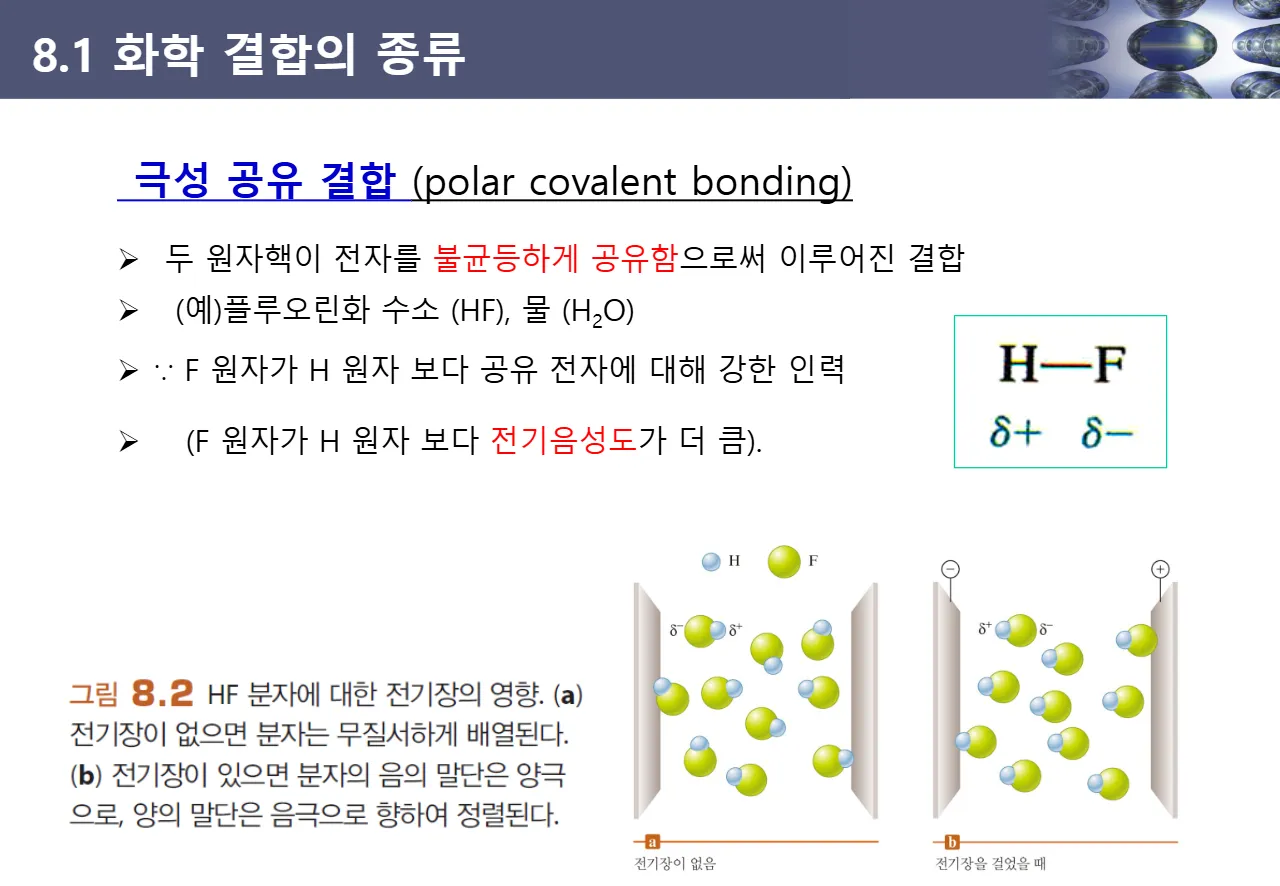 8.1 화학 결합의 종류
극성 공유 결합 (polar covalent bonding)
➢ 두 원자핵이 전자를 불균등하게 공유함으로써 이루어진 결합
➢ (예)플루오린화 수소 (HF), 물 (H₂O)
➢ ∵ F 원자가 H 원자 보다 공유 전자에 대해 강한 인력
➢ (F 원자가 H 원자 보다 전기음성도가 더 큼).
H—F
δ+ δ−
그림 8.2 HF 분자에 대한 전기장의 영향. (a)
전기장이 없으면 분자는 무질서하게 배열된다.
(b) 전기장이 있으면 분자의 음의 말단은 양극
으로, 양의 말단은 음극으로 향하여 정렬된다.
H F
δ⁻ δ⁺
a
전기장이 없음
− +
δ⁺ δ⁻
b
전기장을 걸었을 때